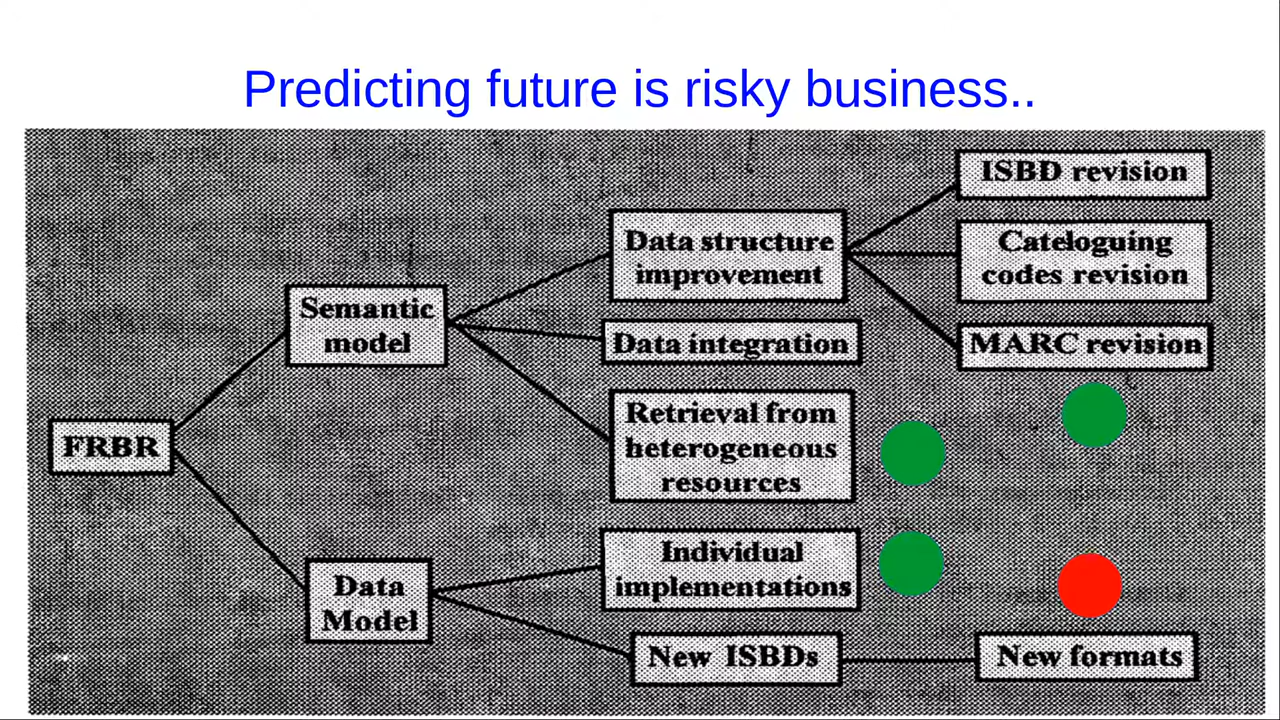 Predicting future is risky business..
ISBD revision
Data structure
improvement
Cateloguing
codes revision
Semantic
model
Data integration
MARC revision
FRBR
Retrieval from
heterogeneous
resources
Individual
implementations
Data
Model
New ISBDs
New formats